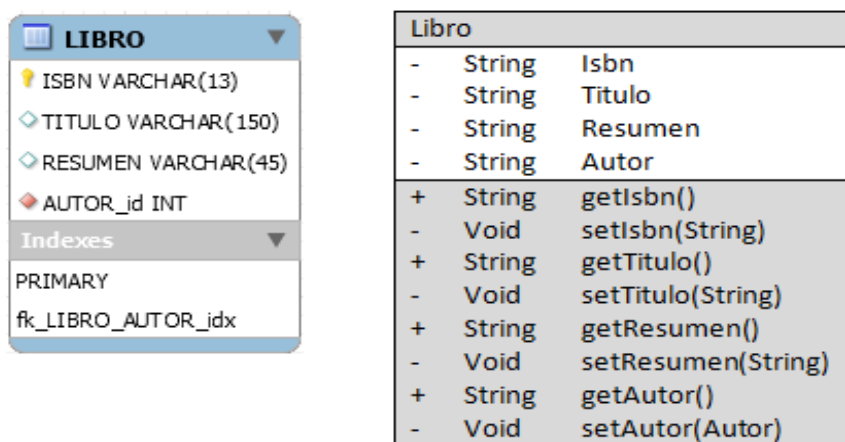 LIBRO
ISBN VARCHAR(13)
TITULO VARCHAR(150)
RESUMEN VARCHAR(45)
AUTOR_id INT
Indexes
PRIMARY
fk_LIBRO_AUTOR_idx
Libro
- String Isbn
- String Titulo
- String Resumen
- String Autor
+ String getIsbn()
- Void setIsbn(String)
+ String getTitulo()
- Void setTitulo(String)
+ String getResumen()
- Void setResumen(String)
+ String getAutor()
- Void setAutor(Autor)